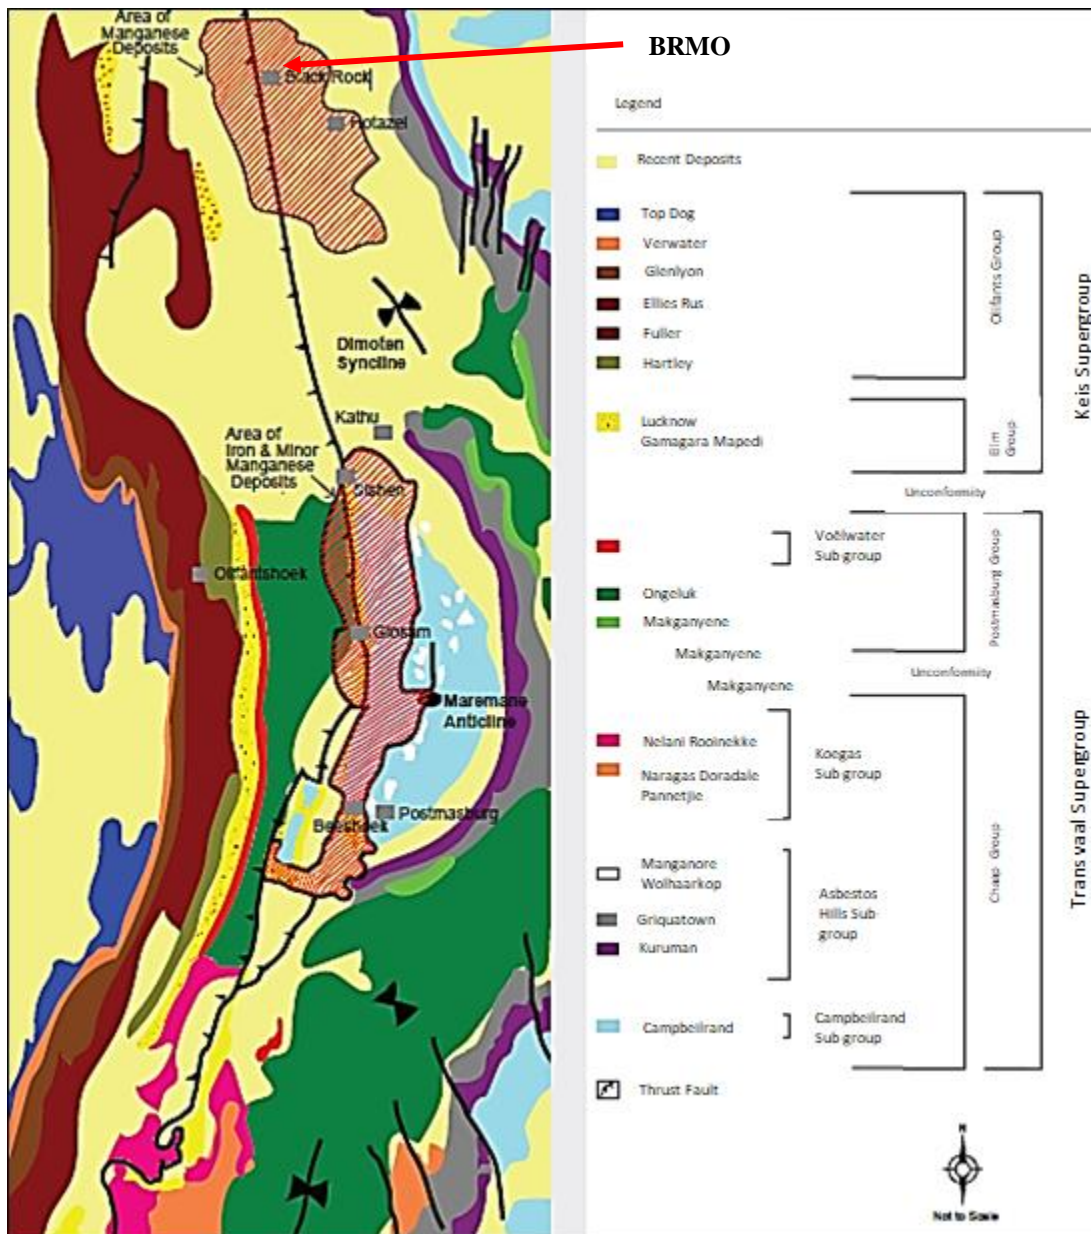 Area of
Manganese
Deposits
BRMO
Black Rock
Hotazel
Dimoten
Syncline
Kathu
Area of
Iron & Minor
Manganese
Deposits
Sishen
Olifantshoek
Glosam
Maremane
Anticline
Beeshoek
Postmasburg
Legend
Recent Deposits
Top Dog
Verwater
Glenlyon
Ellies Rus
Fuller
Hartley
Olifants Group
Keis Supergroup
Lucknow
Gamagara Mapedi
Elim
Group
Unconformity
Voëlwater
Sub-group
Ongeluk
Makganyene
Makganyene
Makganyene
Postmasburg Group
Unconformity
Nelani Rooinekke
Naragas Doradale
Pannetjie
Koegas
Sub group
Manganore
Wolhaarkop
Griquatown
Kuruman
Asbestos
Hills Sub-
group
Chaap Group
Transvaal Supergroup
Campbellrand
Campbellrand
Sub group
Thrust Fault
N
Not to Scale